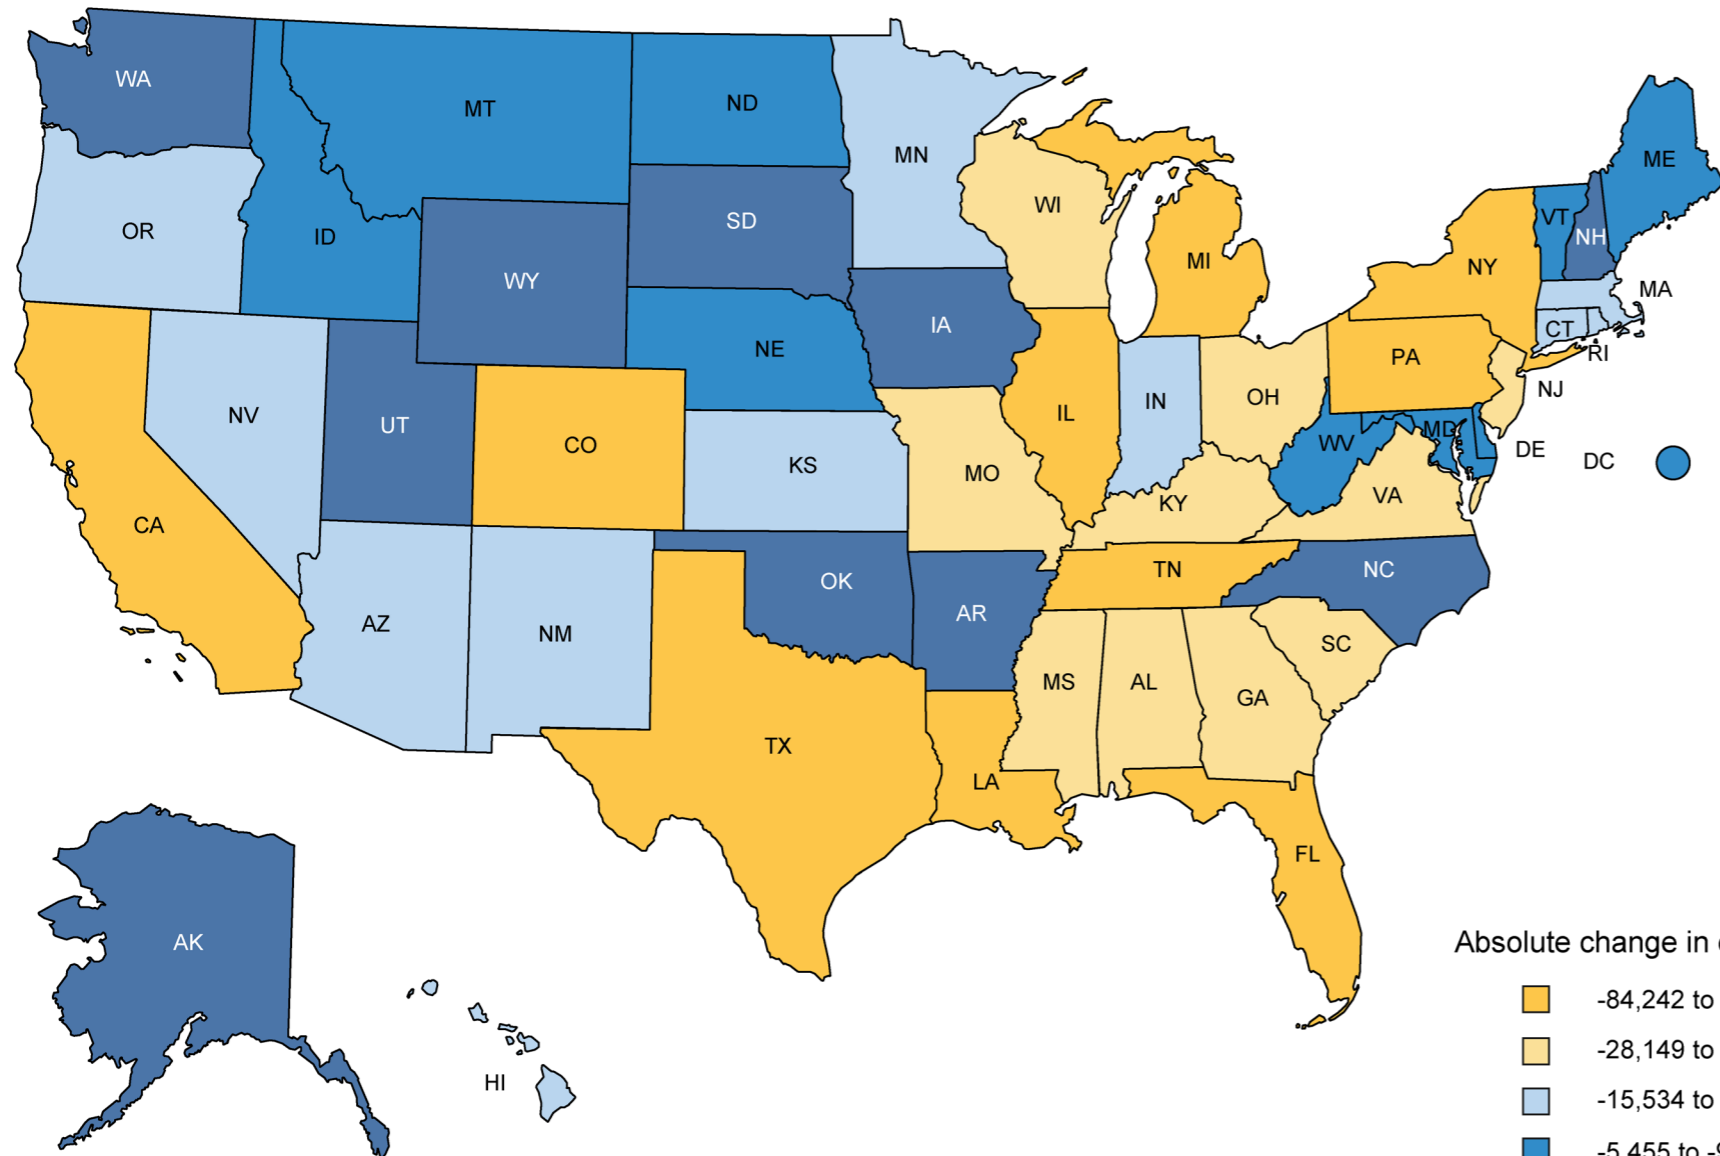 WA
MT
ND
MN
ME
OR
ID
SD
WI
VT
NH
WY
MI
NY
MA
IA
CT
NE
PA
RI
NV
UT
CO
KS
IL
IN
OH
NJ
MO
WV
MD
DE
DC
KY
VA
CA
OK
TN
NC
AZ
NM
AR
SC
MS
AL
GA
TX
LA
FL
AK
HI
Absolute change in
-84,242 to
-28,149 to
-15,534 to
-5,455 to